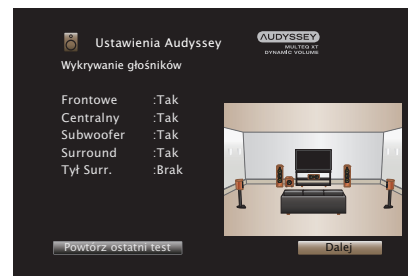 Ustawienia Audyssey
AUDYSSEY
MULTEQ XT
DYNAMIC VOLUME
Wykrywanie głośników
Frontowe :Tak
Centralny :Tak
Subwoofer :Tak
Surround :Tak
Tył Surr. :Brak
Powtórz ostatni test
Dalej